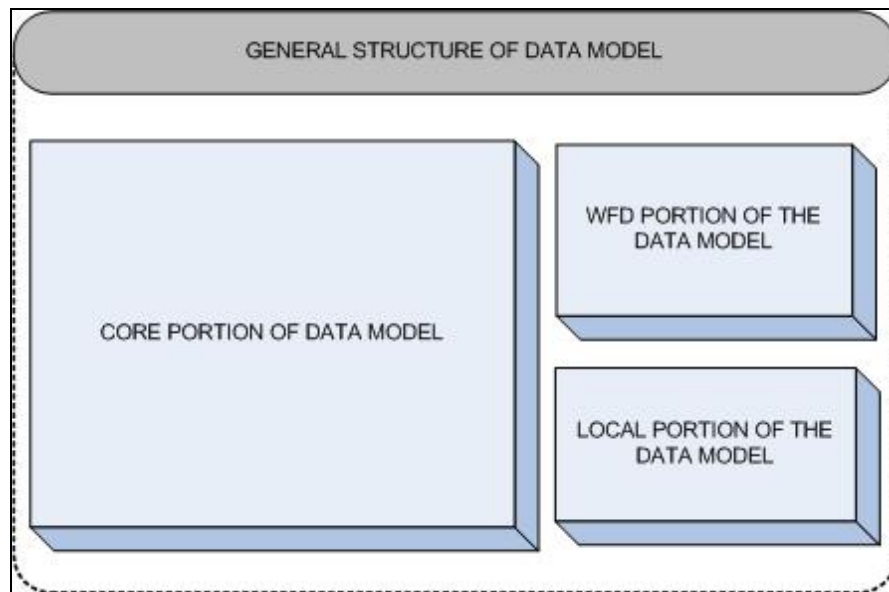 GENERAL STRUCTURE OF DATA MODEL
CORE PORTION OF DATA MODEL
WFD PORTION OF THE
DATA MODEL
LOCAL PORTION OF THE
DATA MODEL